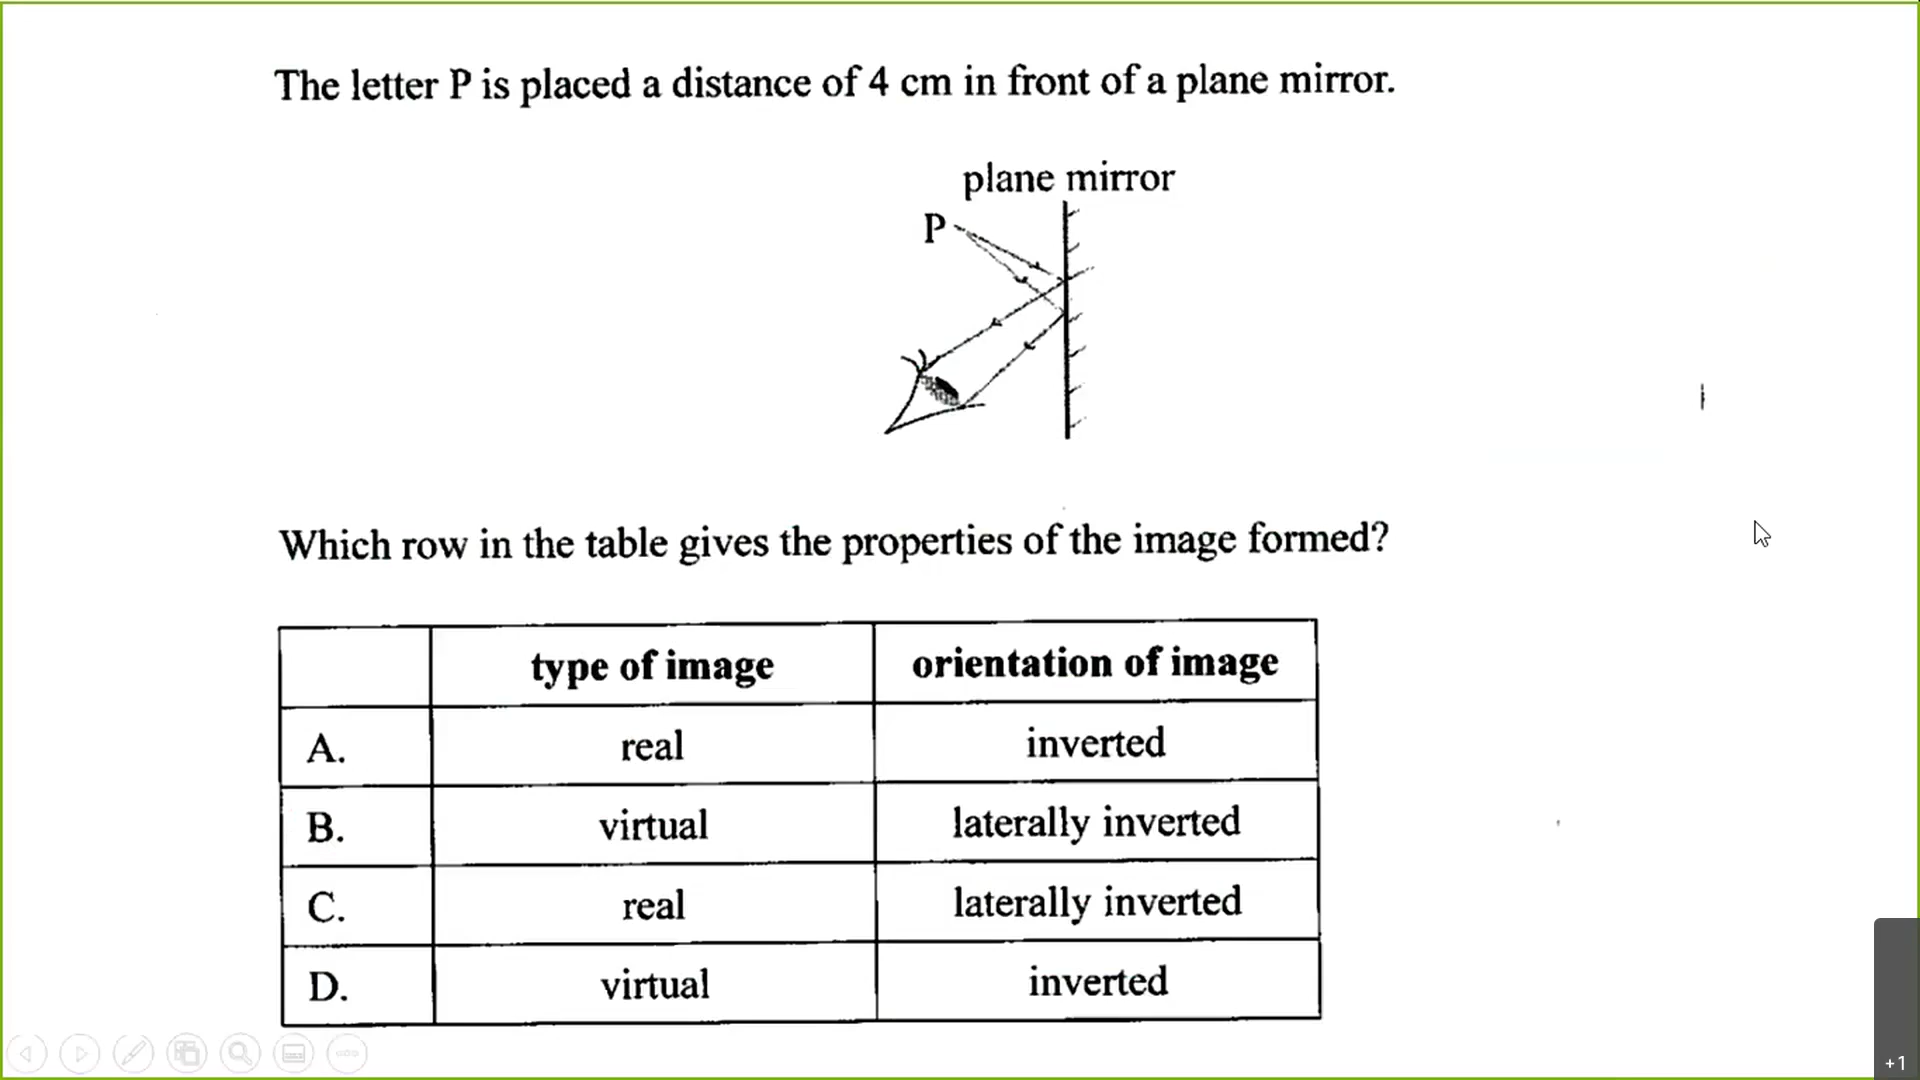 The letter P is placed a distance of 4 cm in front of a plane mirror.
plane mirror
P
Which row in the table gives the properties of the image formed?
type of image orientation of image
A. real inverted
B. virtual laterally inverted
C. real laterally inverted
D. virtual inverted
+1